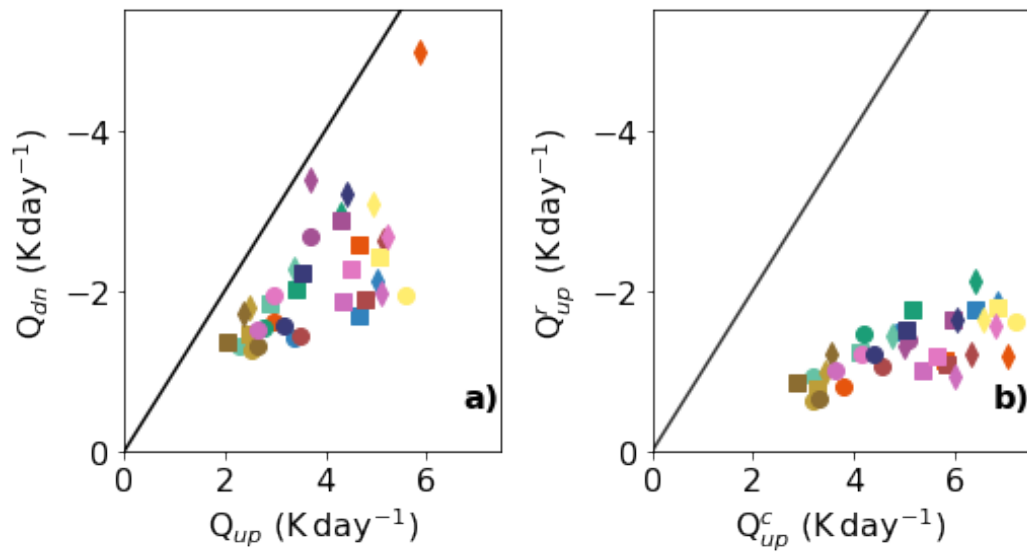 −4
−2
0
Q_dn (K day⁻¹)
a)
0 2 4 6
Q_up (K day⁻¹)
−4
−2
0
Q^r_up (K day⁻¹)
b)
0 2 4 6
Q^c_up (K day⁻¹)